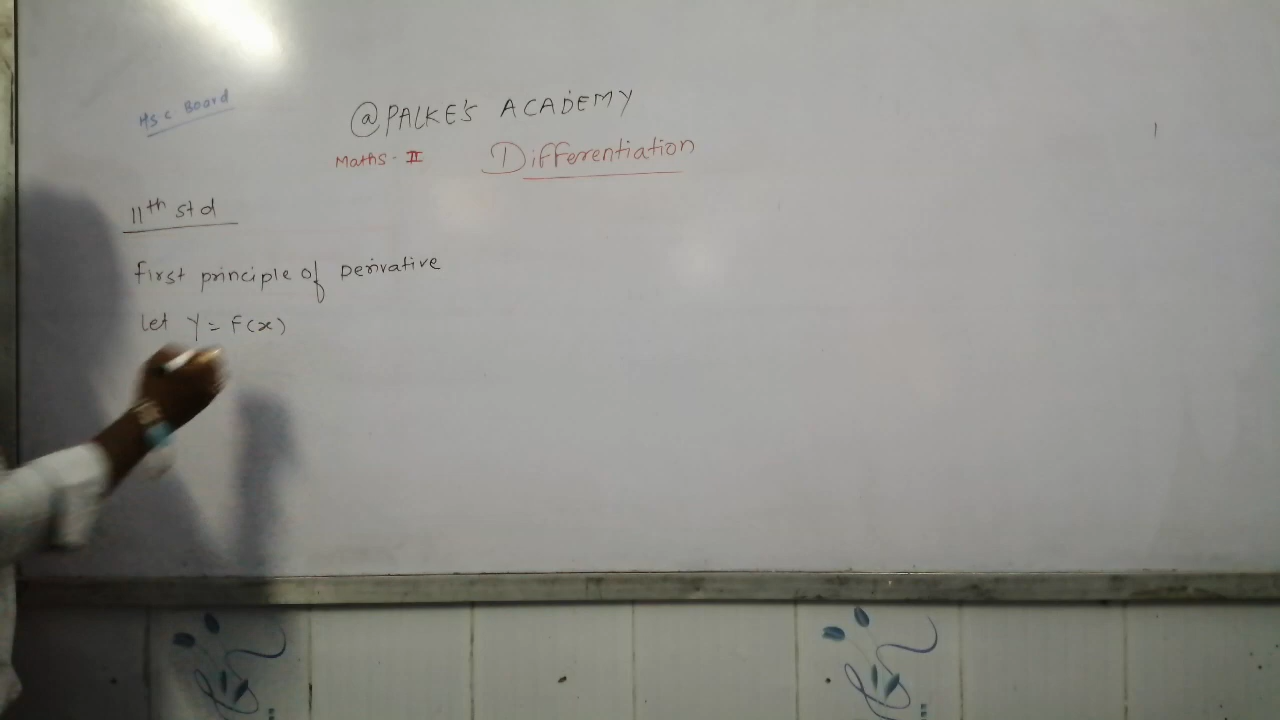 Hsc Board
@PALKE'S ACADEMY
Maths - II Differentiation
11th std
first principle of Derivative
let y = F(x)